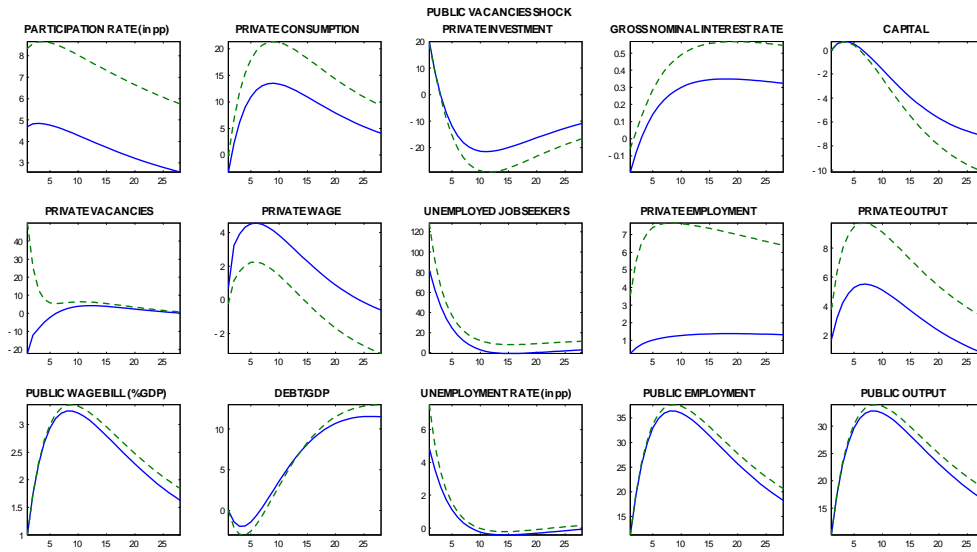 PUBLIC VACANCIES SHOCK
PARTICIPATION RATE (in pp) PRIVATE CONSUMPTION PRIVATE INVESTMENT GROSS NOMINAL INTEREST RATE CAPITAL
8 7 6 5 4 3
5 10 15 20 25
20 15 10 5 0
5 10 15 20 25
20 10 0 -10 -20
5 10 15 20 25
0.5 0.4 0.3 0.2 0.1 0 -0.1
5 10 15 20 25
0 -2 -4 -6 -8 -10
5 10 15 20 25
PRIVATE VACANCIES PRIVATE WAGE UNEMPLOYED JOBSEEKERS PRIVATE EMPLOYMENT PRIVATE OUTPUT
40 30 20 10 0 -10 -20
5 10 15 20 25
4 2 0 -2
5 10 15 20 25
120 100 80 60 40 20 0
5 10 15 20 25
7 6 5 4 3 2 1
5 10 15 20 25
8 6 4 2
5 10 15 20 25
PUBLIC WAGE BILL (%GDP) DEBT/GDP UNEMPLOYMENT RATE (in pp) PUBLIC EMPLOYMENT PUBLIC OUTPUT
3 2 1
5 10 15 20 25
10 5 0
5 10 15 20 25
6 4 2 0
5 10 15 20 25
35 30 25 20 15
5 10 15 20 25
30 25 20 15
5 10 15 20 25